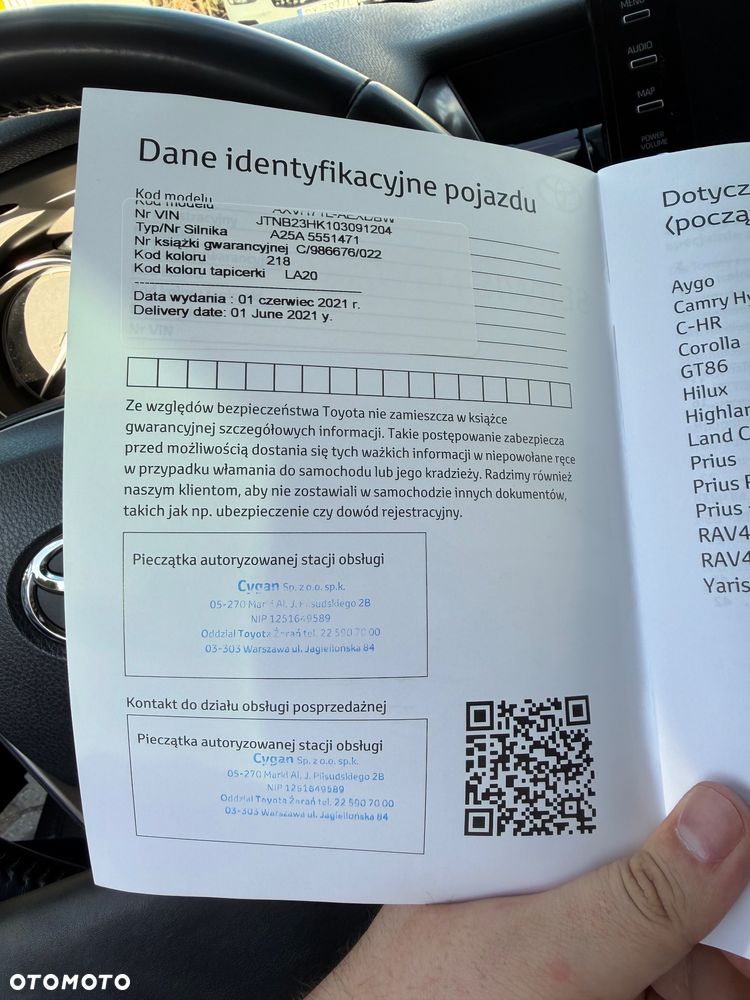 MENU
AUDIO
MAP
POWER
VOLUME
Dane identyfikacyjne pojazdu
Kod modelu
Kod modelu
Nr VIN JTNB23HK103091204
Typ/Nr Silnika A25A 5551471
Nr książki gwarancyjnej C/986676/022
Kod koloru 218
Kod koloru tapicerki LA20
Data wydania : 01 czerwiec 2021 r.
Delivery date: 01 June 2021 y.
Nr VIN
Ze względów bezpieczeństwa Toyota nie zamieszcza w książce
gwarancyjnej szczegółowych informacji. Takie postępowanie zabezpiecza
przed możliwością dostania się tych ważkich informacji w niepowołane ręce
w przypadku włamania do samochodu lub jego kradzieży. Radzimy również
naszym klientom, aby nie zostawiali w samochodzie innych dokumentów,
takich jak np. ubezpieczenie czy dowód rejestracyjny.
Pieczątka autoryzowanej stacji obsługi
Cygan Sp. z o.o. sp.k.
05-270 Marki Al. J. Piłsudskiego 2B
NIP 1251649589
Oddział Toyota Żerań tel. 22 590 70 00
03-303 Warszawa ul. Jagiellońska 84
Kontakt do działu obsługi posprzedażnej
Pieczątka autoryzowanej stacji obsługi
Cygan Sp. z o.o. sp.k.
05-270 Marki Al. J. Piłsudskiego 2B
NIP 1251649589
Oddział Toyota Żerań tel. 22 590 70 00
03-303 Warszawa ul. Jagiellońska 84
Dotycz
(począ
Aygo
Camry Hy
C-HR
Corolla
GT86
Hilux
Highlan
Land C
Prius
Prius P
Prius
RAV4
RAV4
Yaris
OTOMOTO